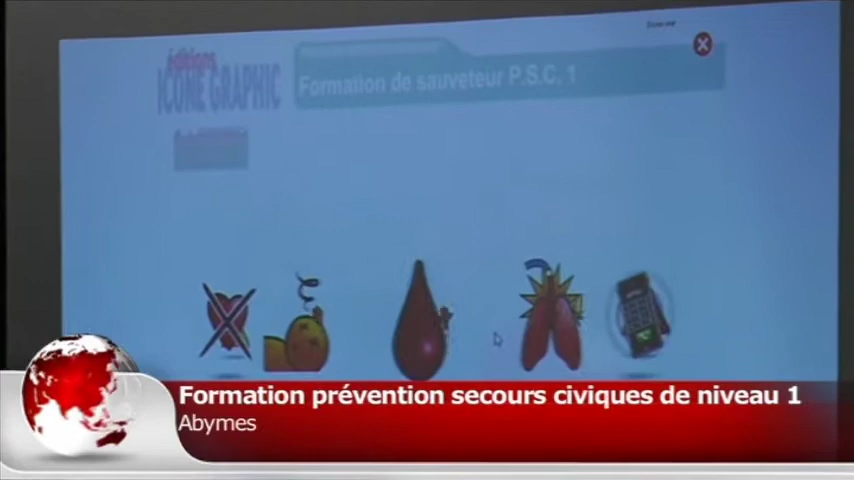 éditions
ICONE GRAPHIC
Formation de sauveteur P.S.C. 1
Formation prévention secours civiques de niveau 1
Abymes